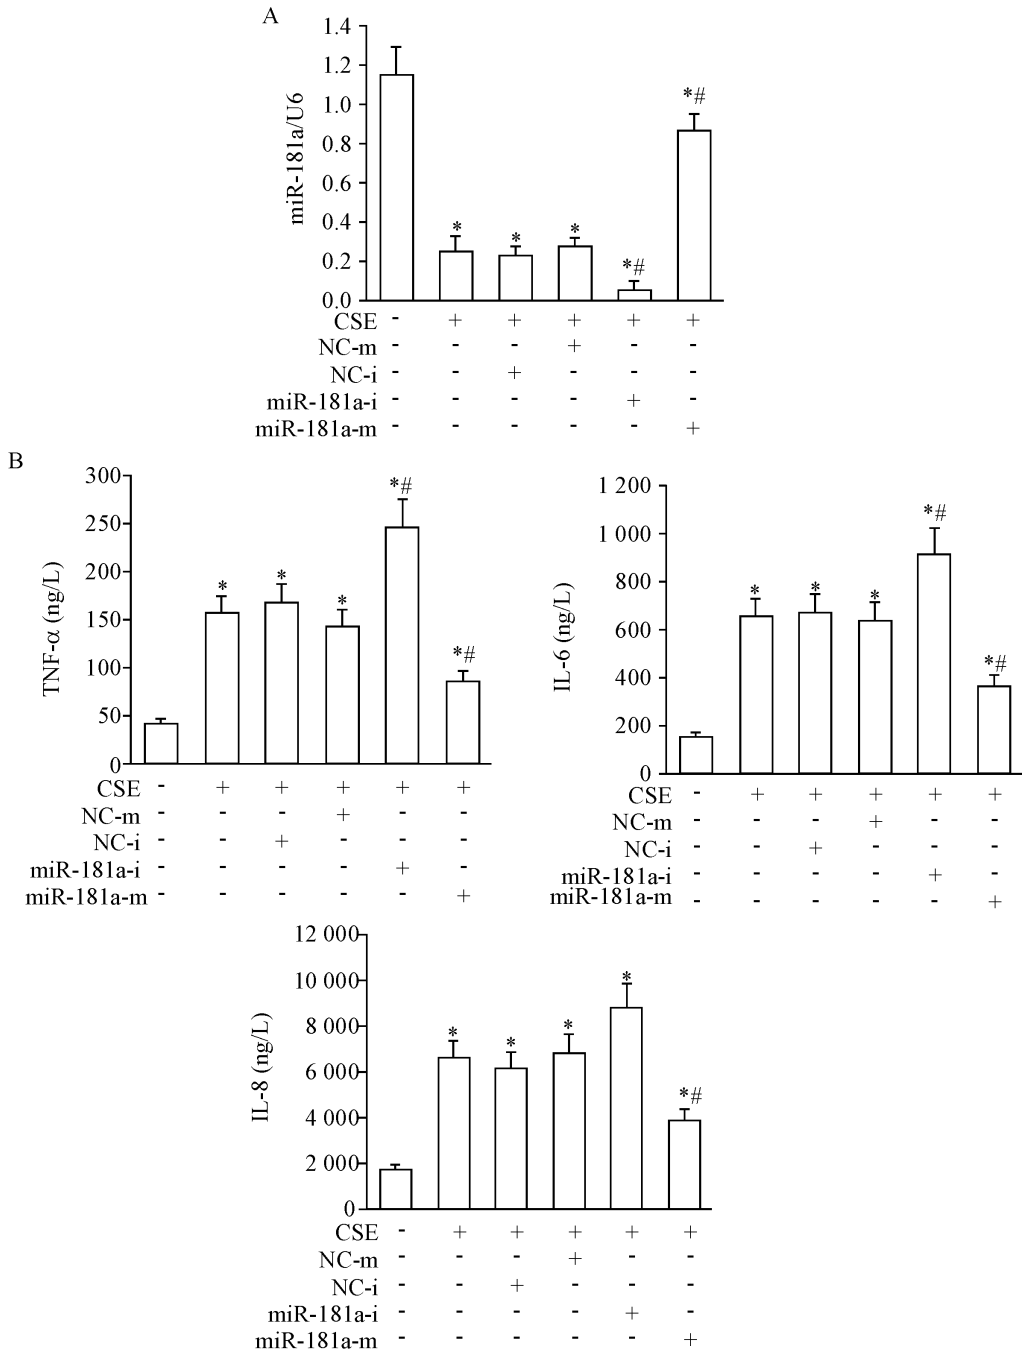 A
miR-181a/U6
1.4
1.2
1.0
0.8
0.6
0.4
0.2
0.0
* * * *# *#
CSE - + + + + +
NC-m - - - + - -
NC-i - - + - - -
miR-181a-i - - - - + -
miR-181a-m - - - - - +
B
TNF-α (ng/L)
300
250
200
150
100
50
0
* * * *# *#
CSE - + + + + +
NC-m - - - + - -
NC-i - - + - - -
miR-181a-i - - - - + -
miR-181a-m - - - - - +
IL-6 (ng/L)
1 200
1 000
800
600
400
200
0
* * * *# *#
CSE - + + + + +
NC-m - - - + - -
NC-i - - + - - -
miR-181a-i - - - - + -
miR-181a-m - - - - - +
IL-8 (ng/L)
12 000
10 000
8 000
6 000
4 000
2 000
0
* * * * *#
CSE - + + + + +
NC-m - - - + - -
NC-i - - + - - -
miR-181a-i - - - - + -
miR-181a-m - - - - - +